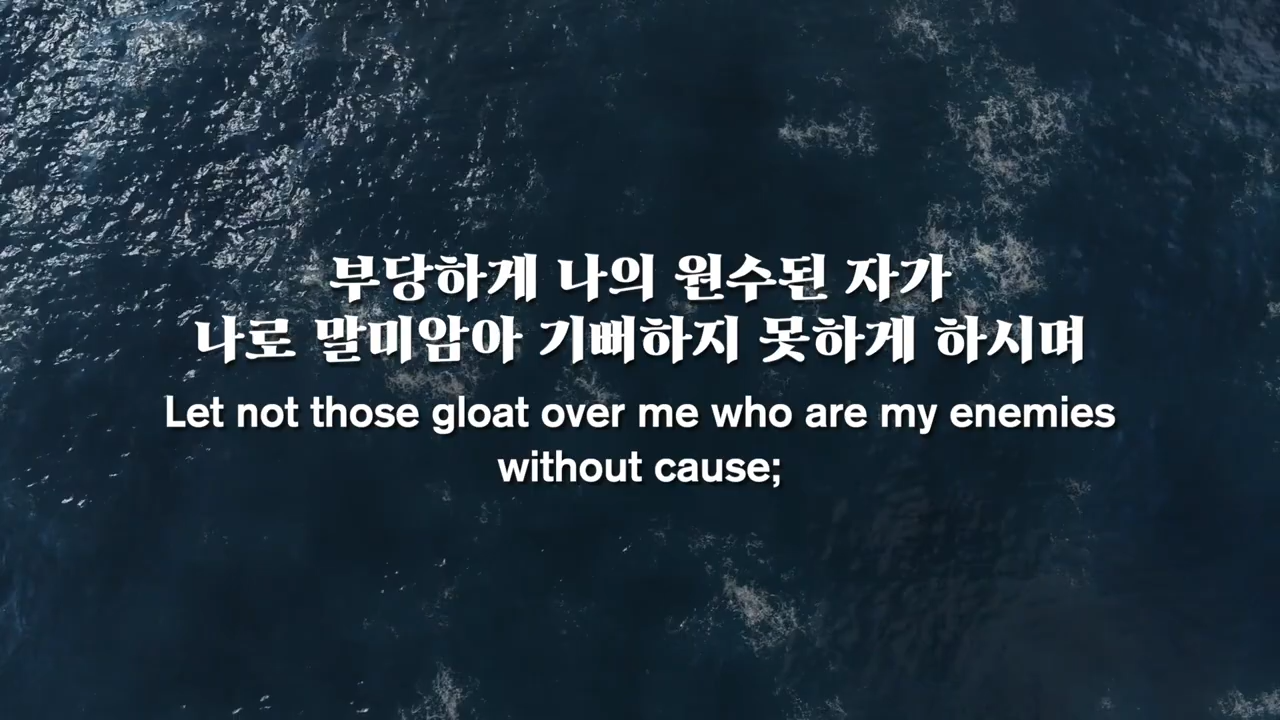 부당하게 나의 원수된 자가
나로 말미암아 기뻐하지 못하게 하시며
Let not those gloat over me who are my enemies
without cause;